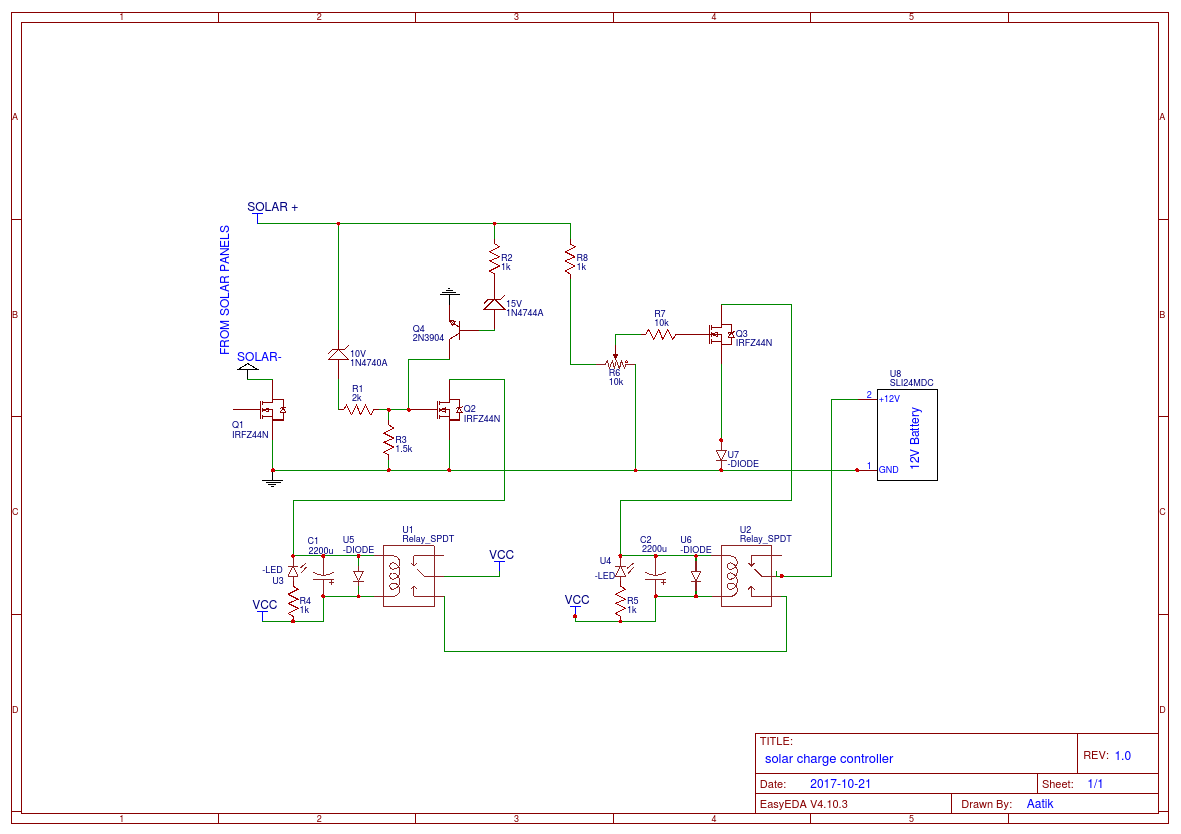 1 2 3 4 5
A A
B B
C C
D D
SOLAR +
FROM SOLAR PANELS
SOLAR-
Q1
IRFZ44N
10V
1N4740A
R1
2k
R3
1.5k
Q4
2N3904
R2
1k
15V
1N4744A
Q2
IRFZ44N
R8
1k
R6
10k
R7
10k
Q3
IRFZ44N
U7
-DIODE
U8
SLI24MDC
2
+12V
12V Battery
1
GND
-LED
U3
C1
2200u
+
U5
-DIODE
U1
Relay_SPDT
VCC
R4
1k
VCC
U4
-LED
C2
2200u
+
U6
-DIODE
U2
Relay_SPDT
R5
1k
VCC
TITLE:
solar charge controller
REV: 1.0
Date: 2017-10-21
Sheet: 1/1
EasyEDA V4.10.3
Drawn By: Aatik
1 2 3 4 5